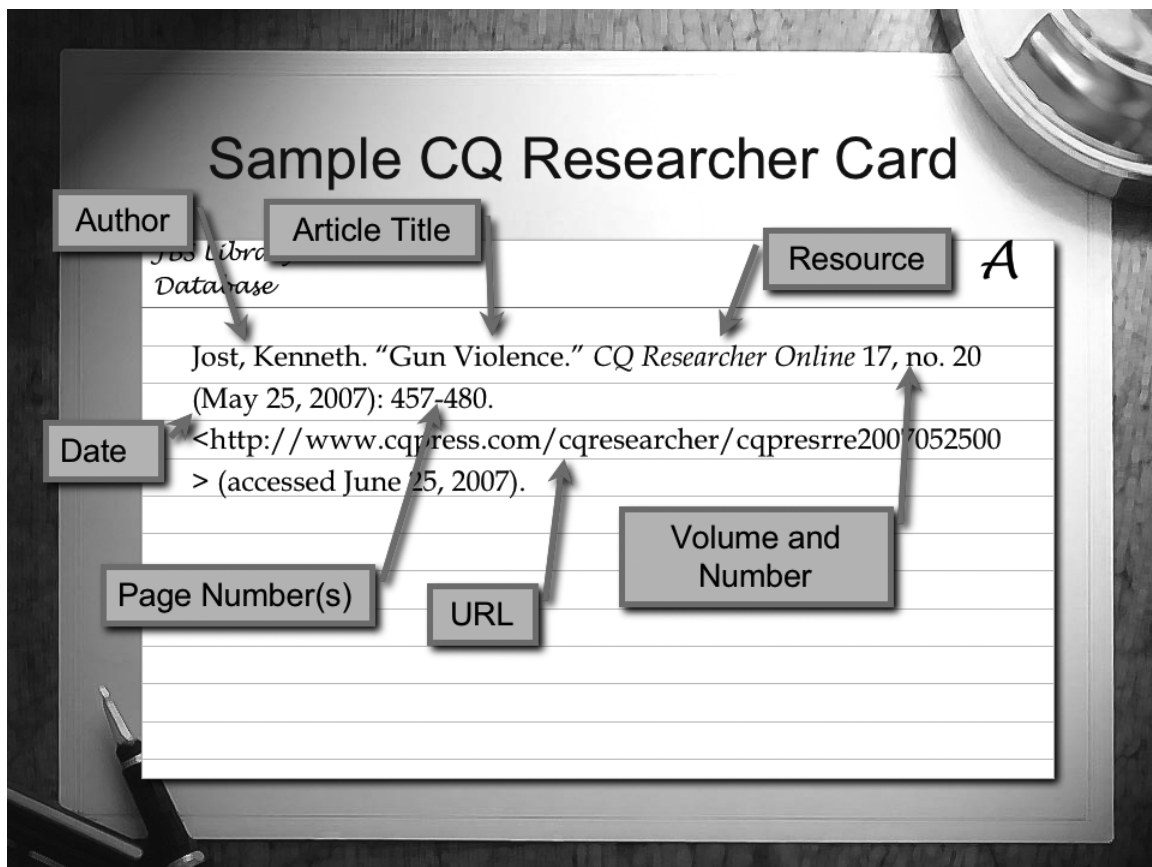 Sample CQ Researcher Card
Author
Article Title
Resource
A
JBS Library
Database
Jost, Kenneth. “Gun Violence.” CQ Researcher Online 17, no. 20
(May 25, 2007): 457-480.
<http://www.cqpress.com/cqresearcher/cqpresrre2007052500
> (accessed June 25, 2007).
Date
Volume and
Number
Page Number(s)
URL